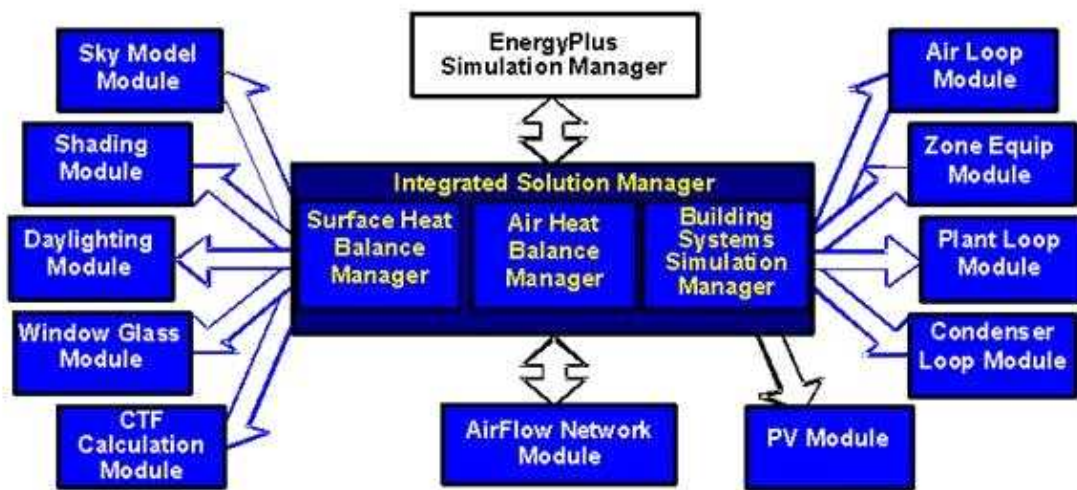 EnergyPlus
Simulation Manager
Sky Model
Module
Shading
Module
Daylighting
Module
Window Glass
Module
CTF
Calculation
Module
Integrated Solution Manager
Surface Heat
Balance
Manager
Air Heat
Balance
Manager
Building
Systems
Simulation
Manager
Air Loop
Module
Zone Equip
Module
Plant Loop
Module
Condenser
Loop Module
AirFlow Network
Module
PV Module